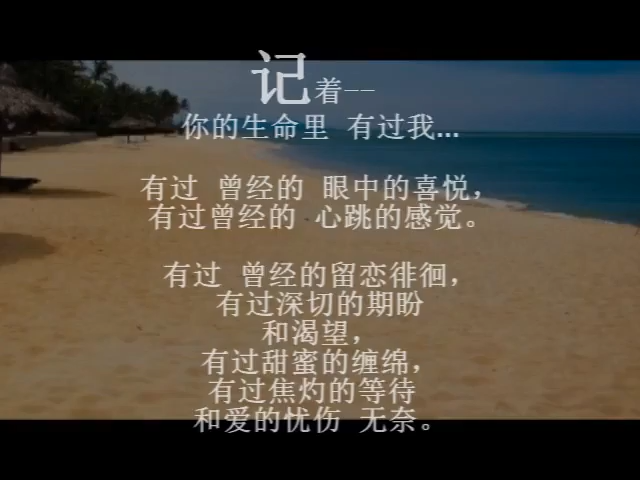 记着--
你的生命里 有过我...
有过 曾经的 眼中的喜悦，
有过曾经的 心跳的感觉。
有过 曾经的留恋徘徊，
有过深切的期盼
和渴望，
有过甜蜜的缠绵，
有过焦灼的等待
和爱的忧伤 无奈。